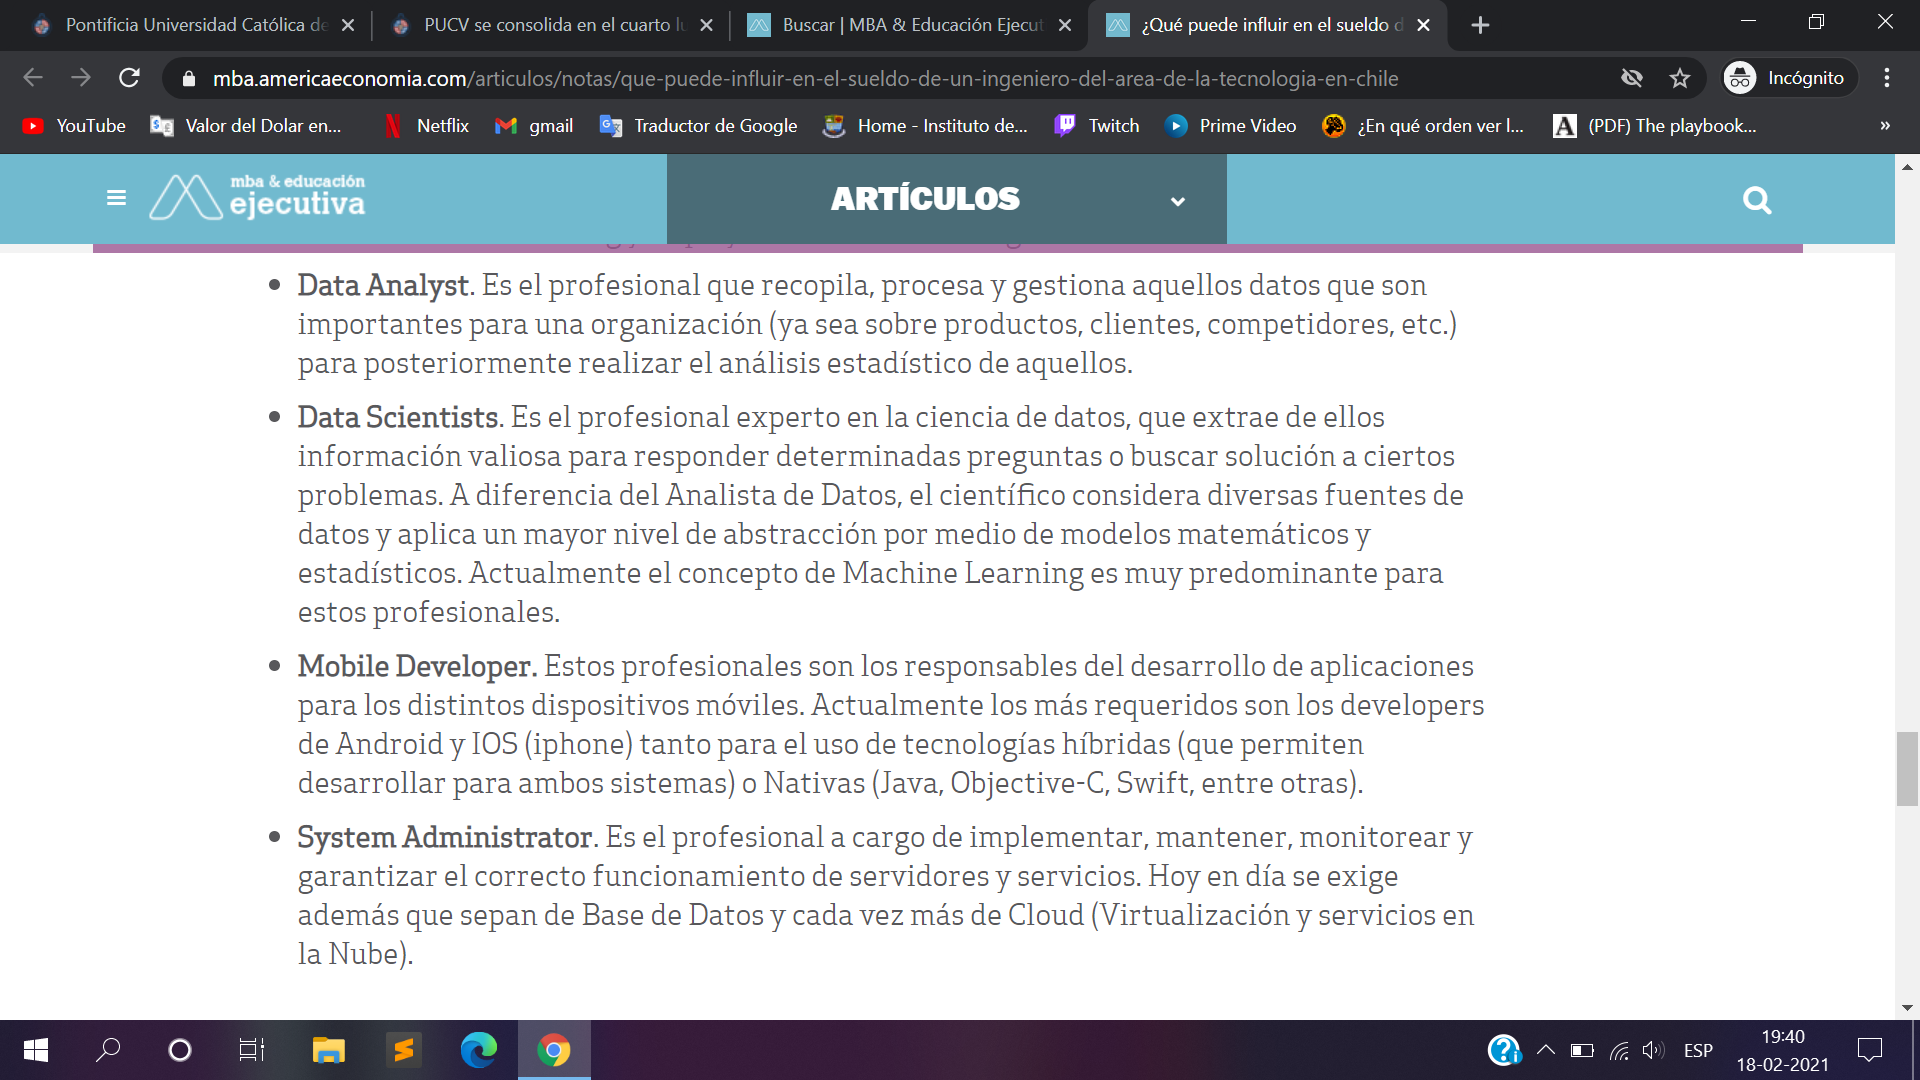 Pontificia Universidad Católica de
PUCV se consolida en el cuarto lu
Buscar | MBA & Educación Ejecut
¿Qué puede influir en el sueldo d
mba.americaeconomia.com/articulos/notas/que-puede-influir-en-el-sueldo-de-un-ingeniero-del-area-de-la-tecnologia-en-chile
Incógnito
YouTube
Valor del Dolar en...
Netflix
gmail
Traductor de Google
Home - Instituto de...
Twitch
Prime Video
¿En qué orden ver l...
(PDF) The playbook...
»
mba & educación
ejecutiva
ARTÍCULOS
• Data Analyst. Es el profesional que recopila, procesa y gestiona aquellos datos que son
importantes para una organización (ya sea sobre productos, clientes, competidores, etc.)
para posteriormente realizar el análisis estadístico de aquellos.
• Data Scientists. Es el profesional experto en la ciencia de datos, que extrae de ellos
información valiosa para responder determinadas preguntas o buscar solución a ciertos
problemas. A diferencia del Analista de Datos, el científico considera diversas fuentes de
datos y aplica un mayor nivel de abstracción por medio de modelos matemáticos y
estadísticos. Actualmente el concepto de Machine Learning es muy predominante para
estos profesionales.
• Mobile Developer. Estos profesionales son los responsables del desarrollo de aplicaciones
para los distintos dispositivos móviles. Actualmente los más requeridos son los developers
de Android y IOS (iphone) tanto para el uso de tecnologías híbridas (que permiten
desarrollar para ambos sistemas) o Nativas (Java, Objective-C, Swift, entre otras).
• System Administrator. Es el profesional a cargo de implementar, mantener, monitorear y
garantizar el correcto funcionamiento de servidores y servicios. Hoy en día se exige
además que sepan de Base de Datos y cada vez más de Cloud (Virtualización y servicios en
la Nube).
ESP
19:40
18-02-2021